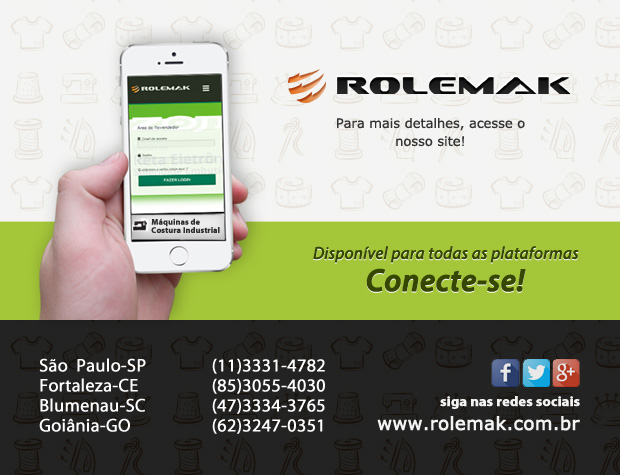 ROLEMAK
Para mais detalhes, acesse o
nosso site!
ROLEMAK
Área do Revendedor
FAZER LOGIN
Máquinas de
Costura Industrial
Disponível para todas as plataformas
Conecte-se!
São Paulo-SP (11)3331-4782
Fortaleza-CE (85)3055-4030
Blumenau-SC (47)3334-3765
Goiânia-GO (62)3247-0351
siga nas redes sociais
www.rolemak.com.br